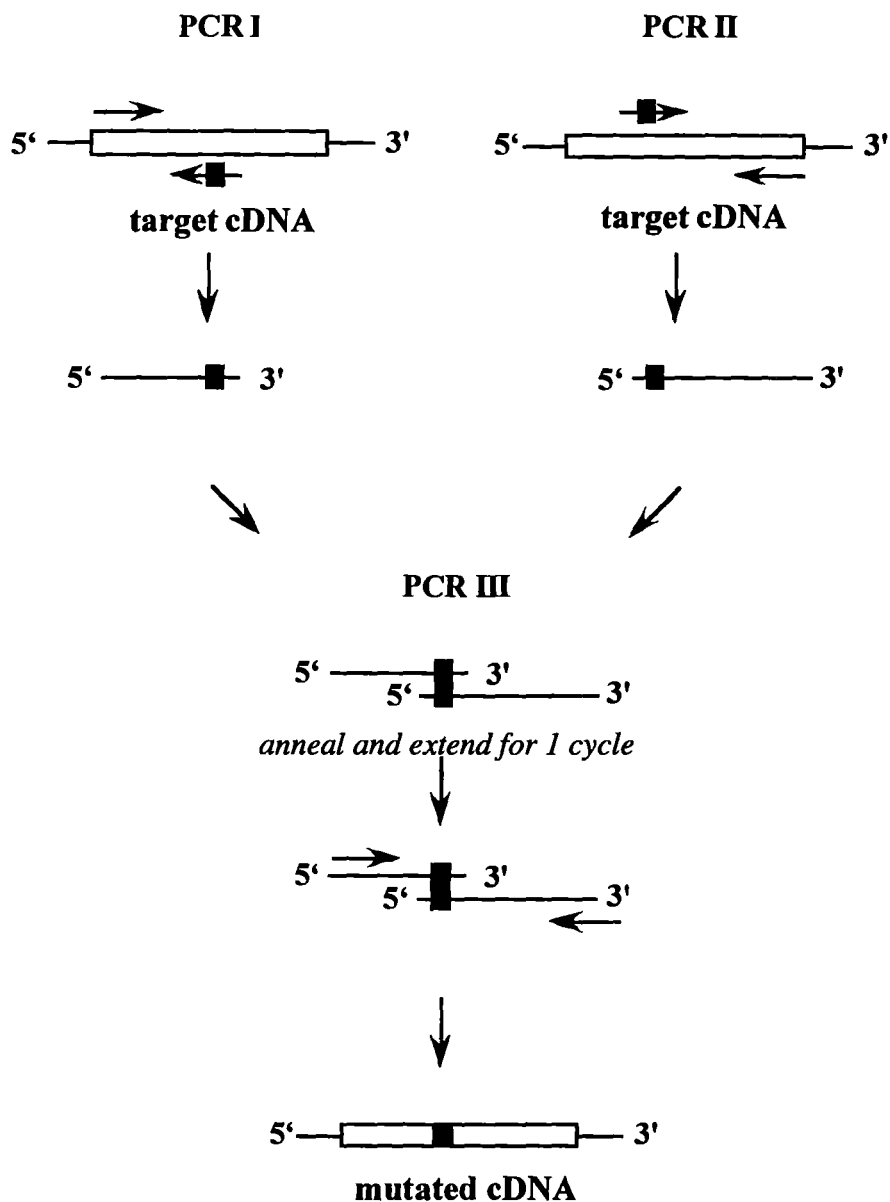 PCR I PCR II
5‘ 3' 5‘ 3'
target cDNA target cDNA
5‘ 3' 5‘ 3'
PCR III
5‘ 3'
5‘ 3'
anneal and extend for 1 cycle
5‘ 3'
5‘ 3'
5‘ 3'
mutated cDNA